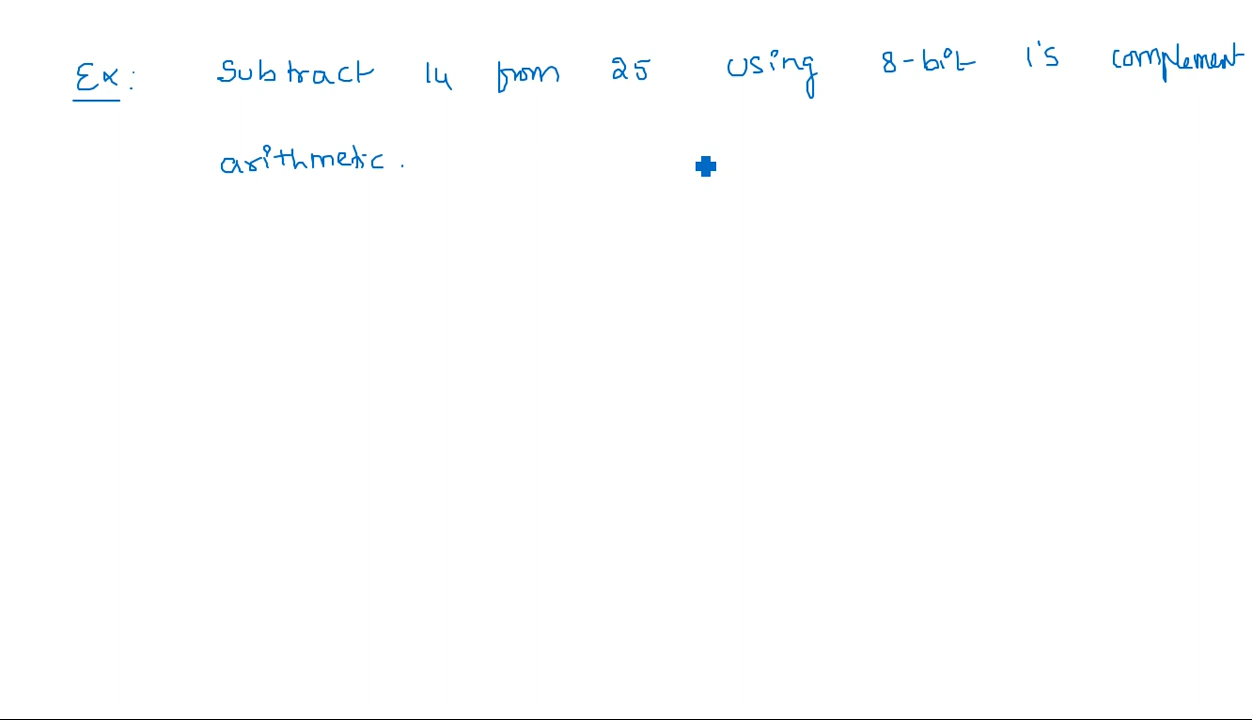 Ex: Subtract 14 from 25 using 8-bit 1's complement
arithmetic.